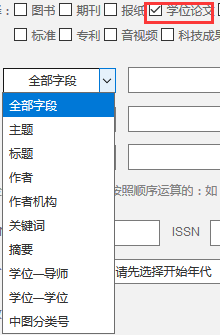 ：图书 期刊 报纸 学位论文
标准 专利 音视频 科技成果
全部字段
全部字段
主题
标题
作者
作者机构
关键词
摘要
学位—导师
学位—学位
中图分类号
按照顺序运算的：如
ISSN
请先选择开始年代